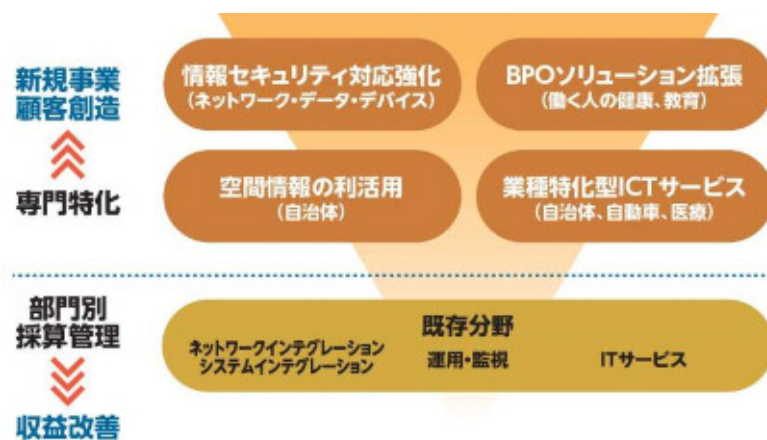 新規事業
顧客創造
専門特化
情報セキュリティ対応強化
(ネットワーク・データ・デバイス)
BPOソリューション拡張
(働く人の健康、教育)
空間情報の利活用
(自治体)
業種特化型ICTサービス
(自治体、自動車、医療)
部門別
採算管理
収益改善
既存分野
ネットワークインテグレーション
システムインテグレーション
運用・監視
ITサービス